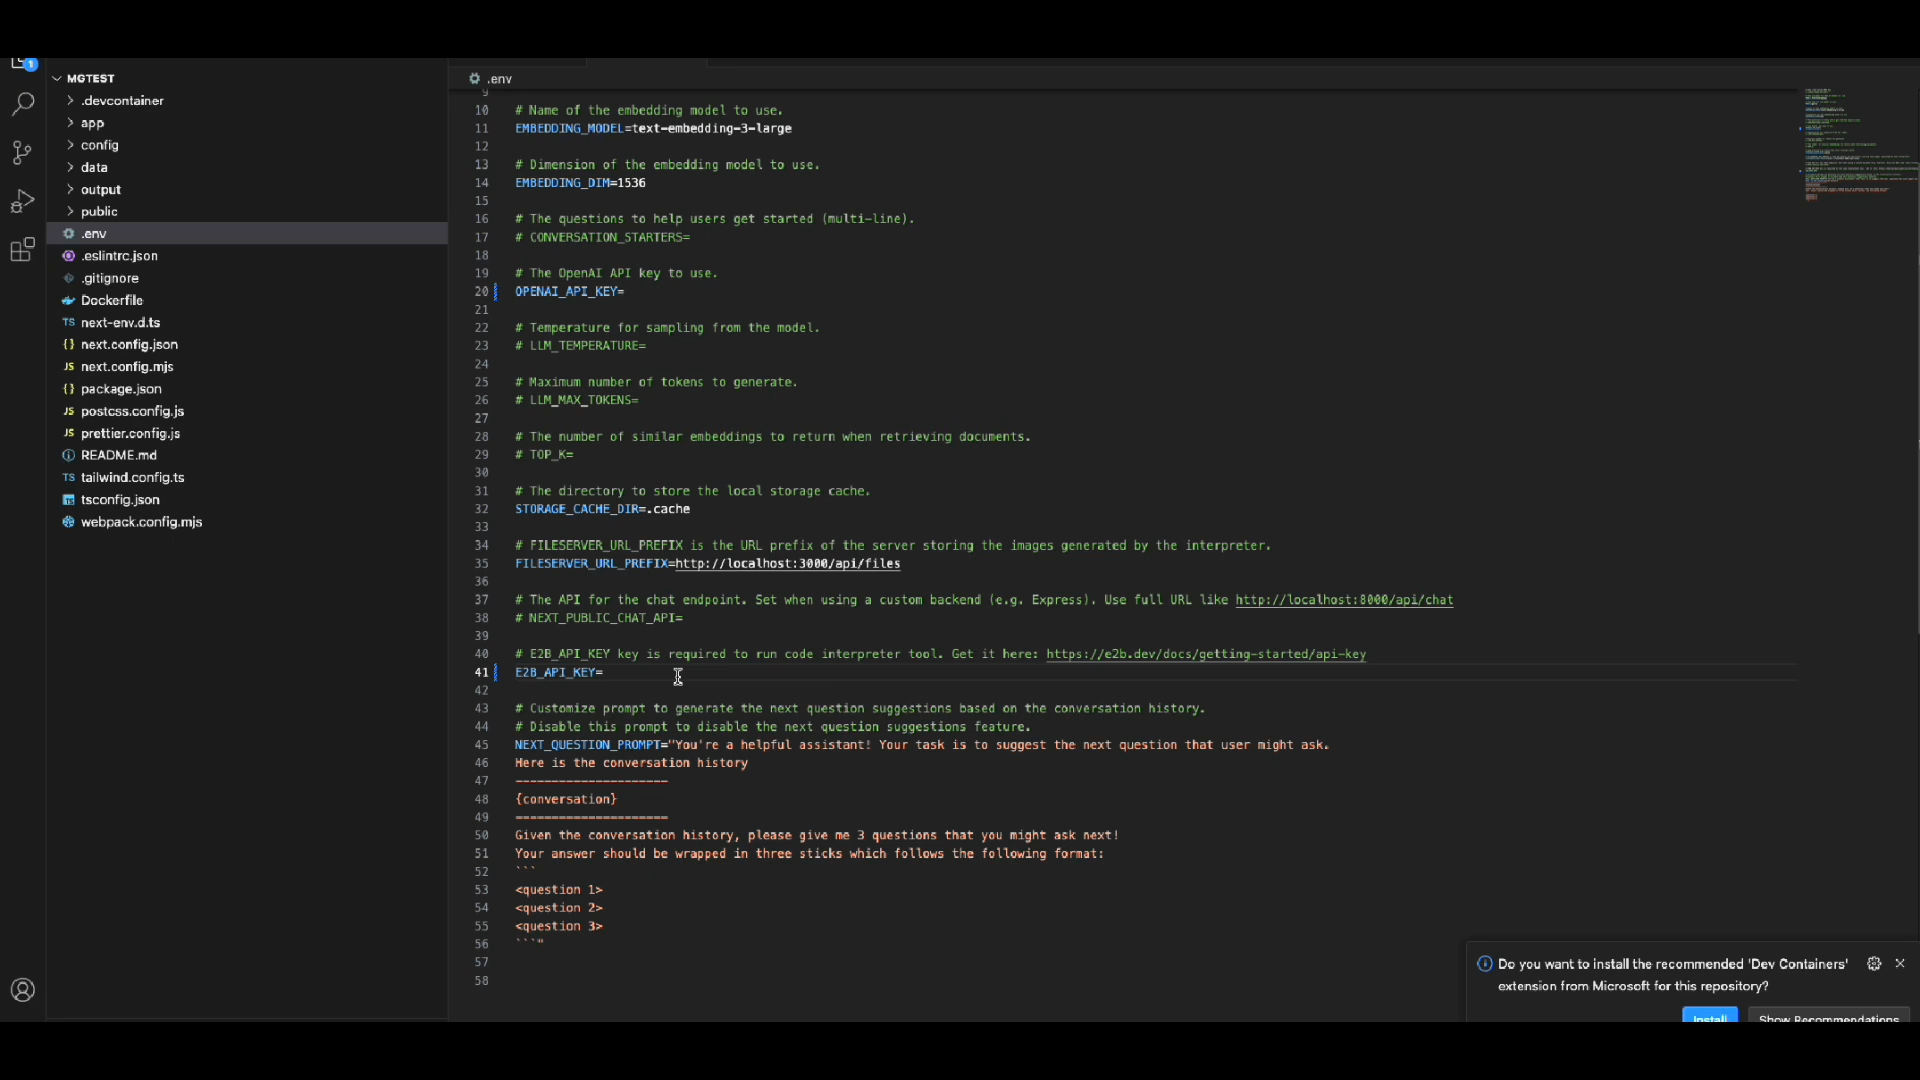 1
MGTEST
.devcontainer
app
config
data
output
public
.env
.eslintrc.json
.gitignore
Dockerfile
TS next-env.d.ts
{} next.config.json
JS next.config.mjs
{} package.json
JS postcss.config.js
JS prettier.config.js
README.md
TS tailwind.config.ts
tsconfig.json
webpack.config.mjs
.env
9
10 # Name of the embedding model to use.
11 EMBEDDING_MODEL=text-embedding-3-large
12
13 # Dimension of the embedding model to use.
14 EMBEDDING_DIM=1536
15
16 # The questions to help users get started (multi-line).
17 # CONVERSATION_STARTERS=
18
19 # The OpenAI API key to use.
20 OPENAI_API_KEY=
21
22 # Temperature for sampling from the model.
23 # LLM_TEMPERATURE=
24
25 # Maximum number of tokens to generate.
26 # LLM_MAX_TOKENS=
27
28 # The number of similar embeddings to return when retrieving documents.
29 # TOP_K=
30
31 # The directory to store the local storage cache.
32 STORAGE_CACHE_DIR=.cache
33
34 # FILESERVER_URL_PREFIX is the URL prefix of the server storing the images generated by the interpreter.
35 FILESERVER_URL_PREFIX=http://localhost:3000/api/files
36
37 # The API for the chat endpoint. Set when using a custom backend (e.g. Express). Use full URL like http://localhost:8000/api/chat
38 # NEXT_PUBLIC_CHAT_API=
39
40 # E2B_API_KEY key is required to run code interpreter tool. Get it here: https://e2b.dev/docs/getting-started/api-key
41 E2B_API_KEY=
42
43 # Customize prompt to generate the next question suggestions based on the conversation history.
44 # Disable this prompt to disable the next question suggestions feature.
45 NEXT_QUESTION_PROMPT="You're a helpful assistant! Your task is to suggest the next question that user might ask.
46 Here is the conversation history
47 ---------------------
48 {conversation}
49 ---------------------
50 Given the conversation history, please give me 3 questions that you might ask next!
51 Your answer should be wrapped in three sticks which follows the following format:
52 ```
53 <question 1>
54 <question 2>
55 <question 3>
56 ```"
57
58
Do you want to install the recommended 'Dev Containers'
extension from Microsoft for this repository?
Install Show Recommendations